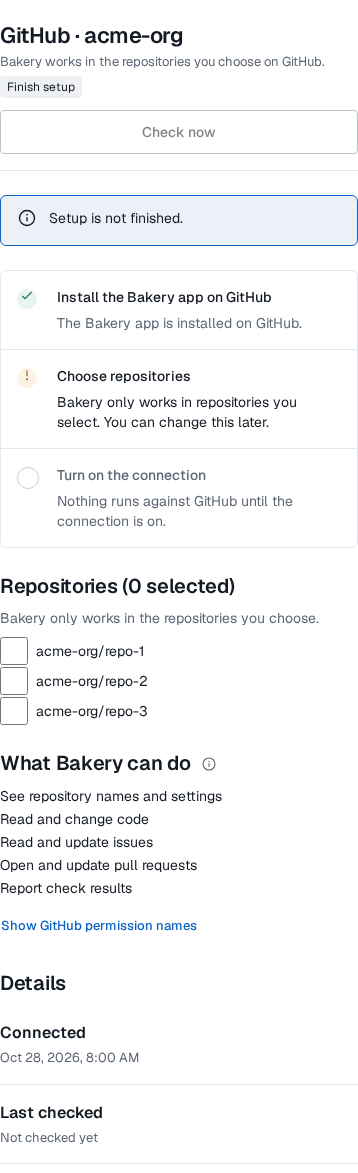 GitHub · acme-org
Bakery works in the repositories you choose on GitHub.
Finish setup
Check now
Setup is not finished.
Install the Bakery app on GitHub
The Bakery app is installed on GitHub.
Choose repositories
Bakery only works in repositories you
select. You can change this later.
Turn on the connection
Nothing runs against GitHub until the
connection is on.
Repositories (0 selected)
Bakery only works in the repositories you choose.
acme-org/repo-1
acme-org/repo-2
acme-org/repo-3
What Bakery can do
See repository names and settings
Read and change code
Read and update issues
Open and update pull requests
Report check results
Show GitHub permission names
Details
Connected
Oct 28, 2026, 8:00 AM
Last checked
Not checked yet